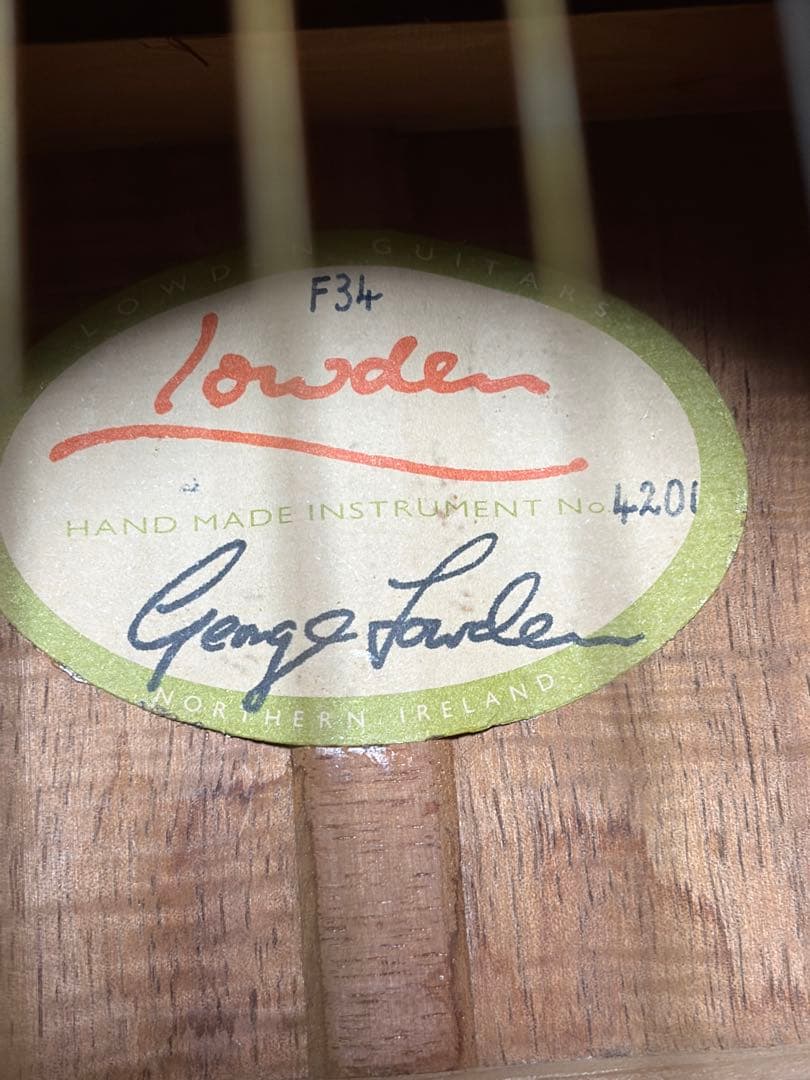 LOWDEN GUITARS
F34
lowden
HAND MADE INSTRUMENT No 4201
George Lowden
NORTHERN IRELAND